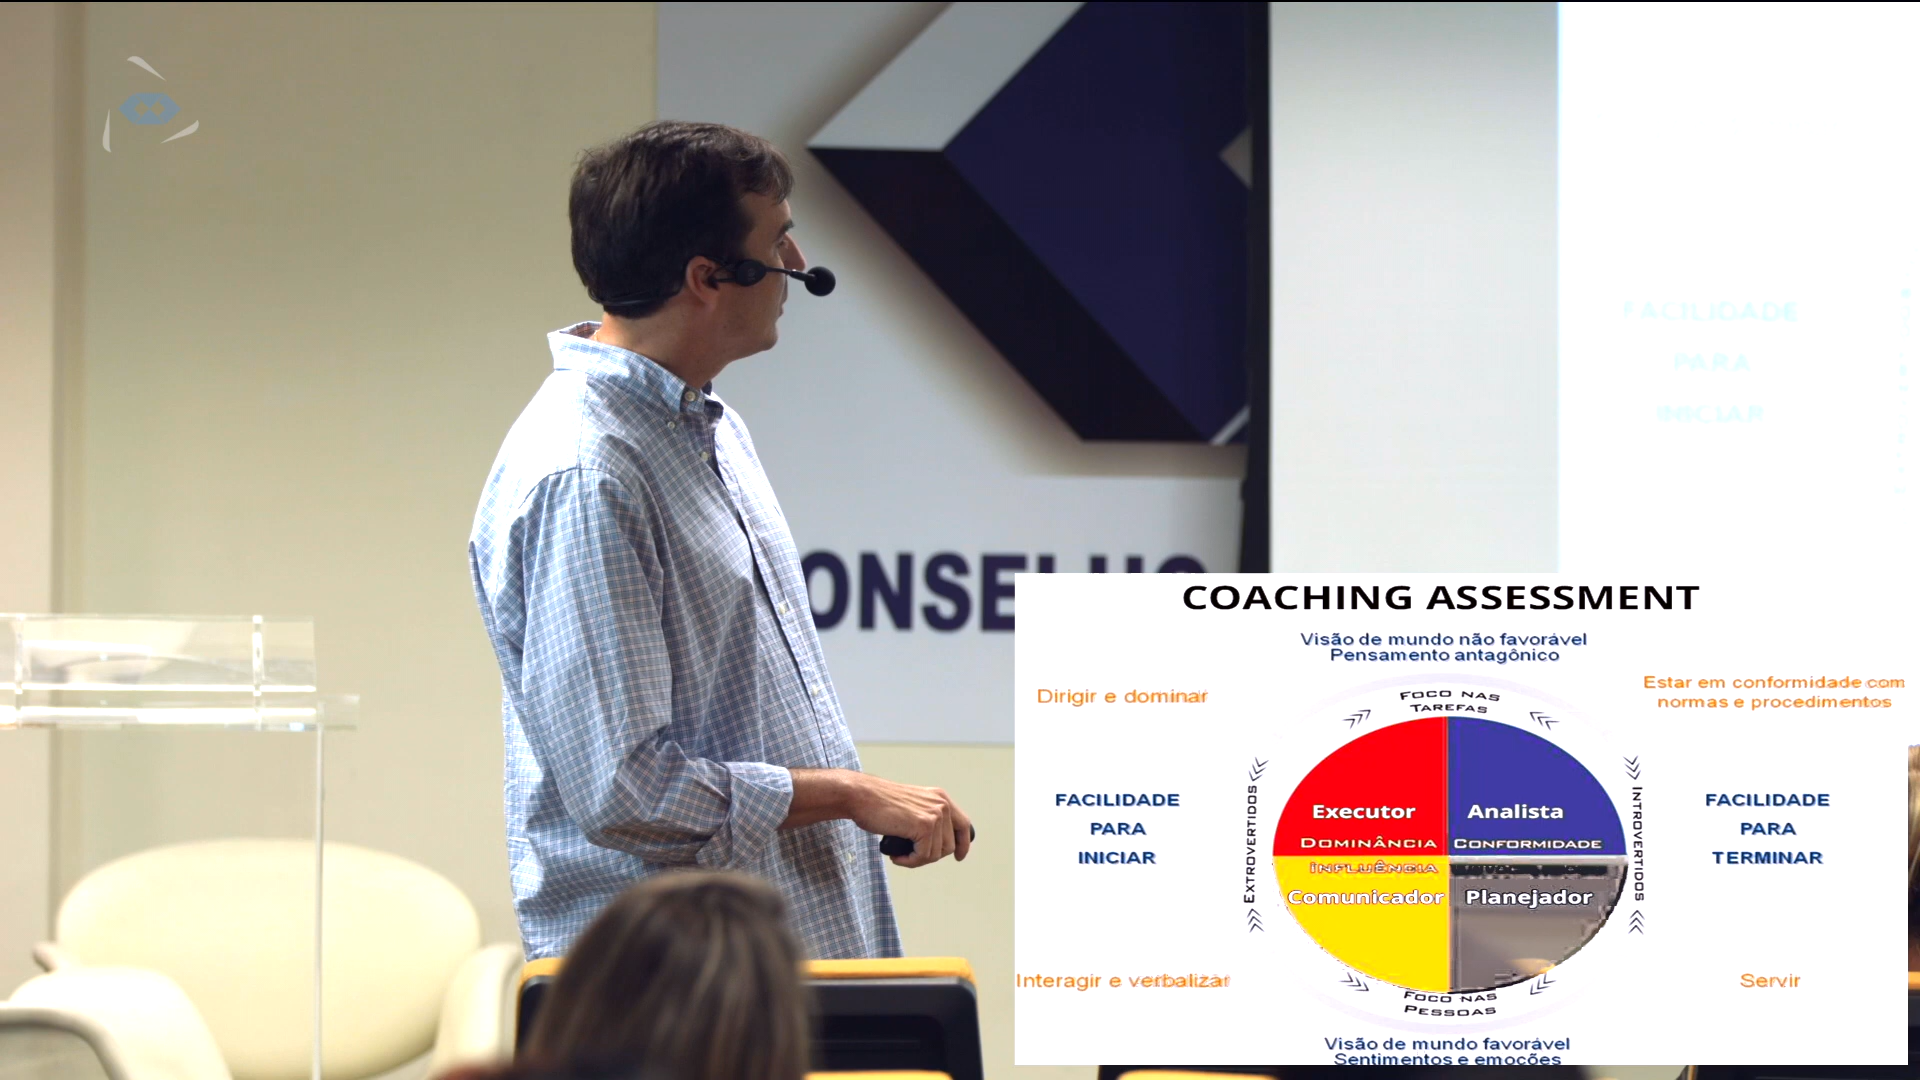 FACILIDADE
PARA
INICIAR
ONSELHO
COACHING ASSESSMENT
Visão de mundo não favorável
Pensamento antagônico
Dirigir e dominar
Estar em conformidade com
normas e procedimentos
FOCO NAS
TAREFAS
EXTROVERTIDOS
INTROVERTIDOS
FACILIDADE
PARA
INICIAR
Executor
DOMINÂNCIA
Analista
CONFORMIDADE
INFLUÊNCIA
Comunicador
Planejador
FACILIDADE
PARA
TERMINAR
Interagir e verbalizar
Servir
FOCO NAS
PESSOAS
Visão de mundo favorável
Sentimentos e emoções